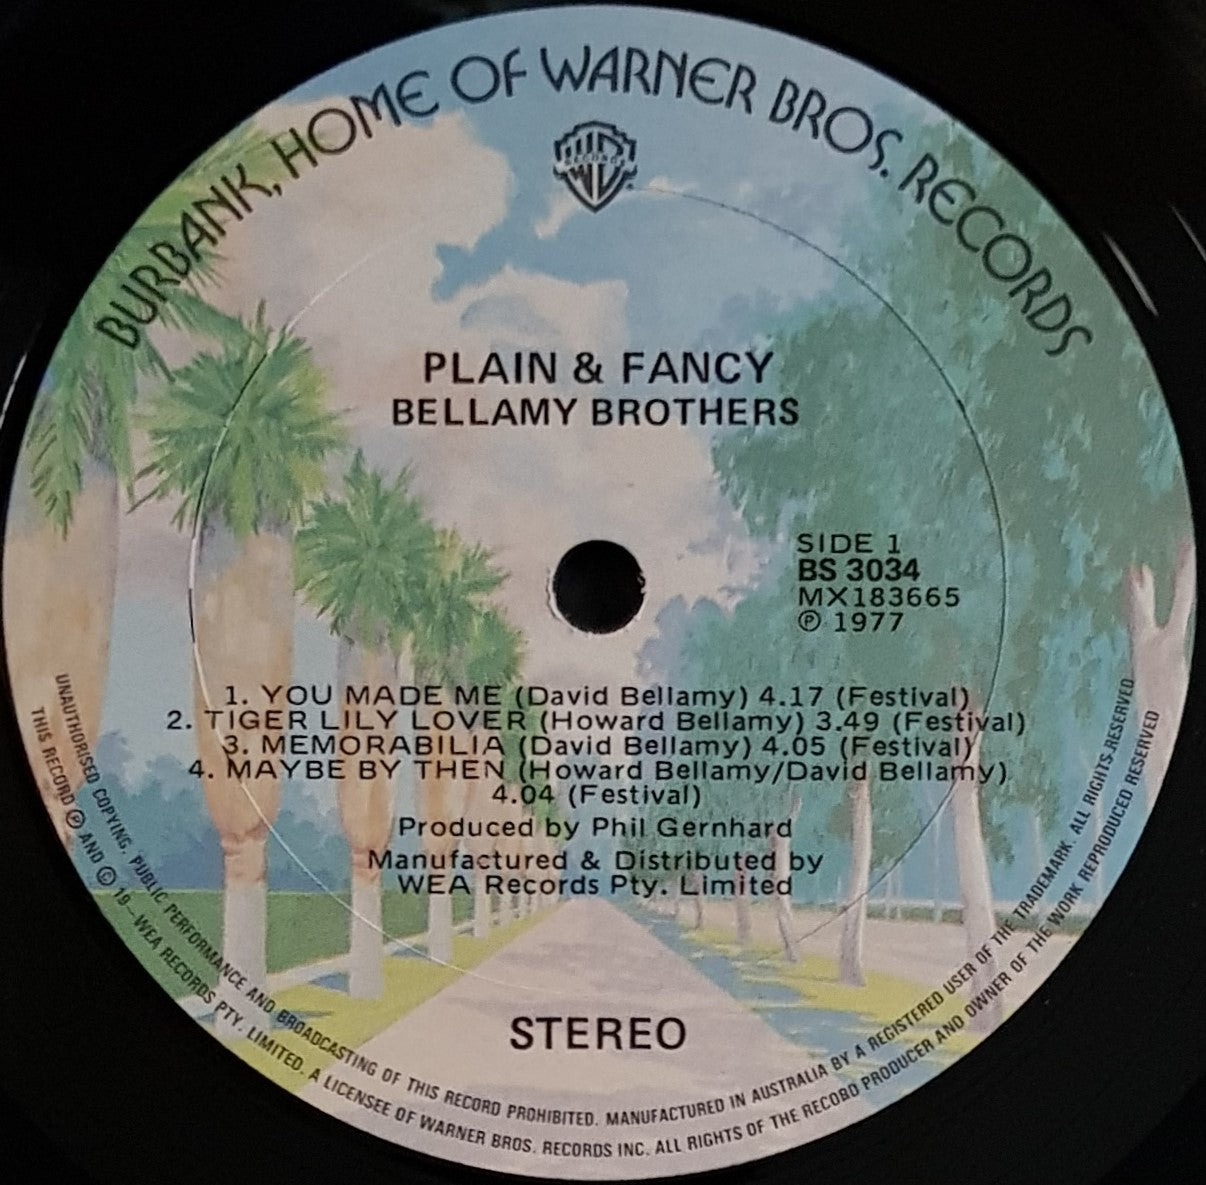 BURBANK, HOME OF WARNER BROS. RECORDS
RECORDS
PLAIN & FANCY
BELLAMY BROTHERS
SIDE 1
BS 3034
MX183665
℗ 1977
1. YOU MADE ME (David Bellamy) 4.17 (Festival)
2. TIGER LILY LOVER (Howard Bellamy) 3.49 (Festival)
3. MEMORABILIA (David Bellamy) 4.05 (Festival)
4. MAYBE BY THEN (Howard Bellamy/David Bellamy)
4.04 (Festival)
Produced by Phil Gernhard
Manufactured & Distributed by
WEA Records Pty. Limited
STEREO
UNAUTHORISED COPYING, PUBLIC PERFORMANCE AND BROADCASTING OF THIS RECORD PROHIBITED. MANUFACTURED IN AUSTRALIA BY A REGISTERED USER OF THE TRADEMARK. ALL RIGHTS RESERVED
THIS RECORD ℗ AND © 19—WEA RECORDS PTY. LIMITED. A LICENSEE OF WARNER BROS. RECORDS INC. ALL RIGHTS OF THE RECORD PRODUCER AND OWNER OF THE WORK REPRODUCED RESERVED